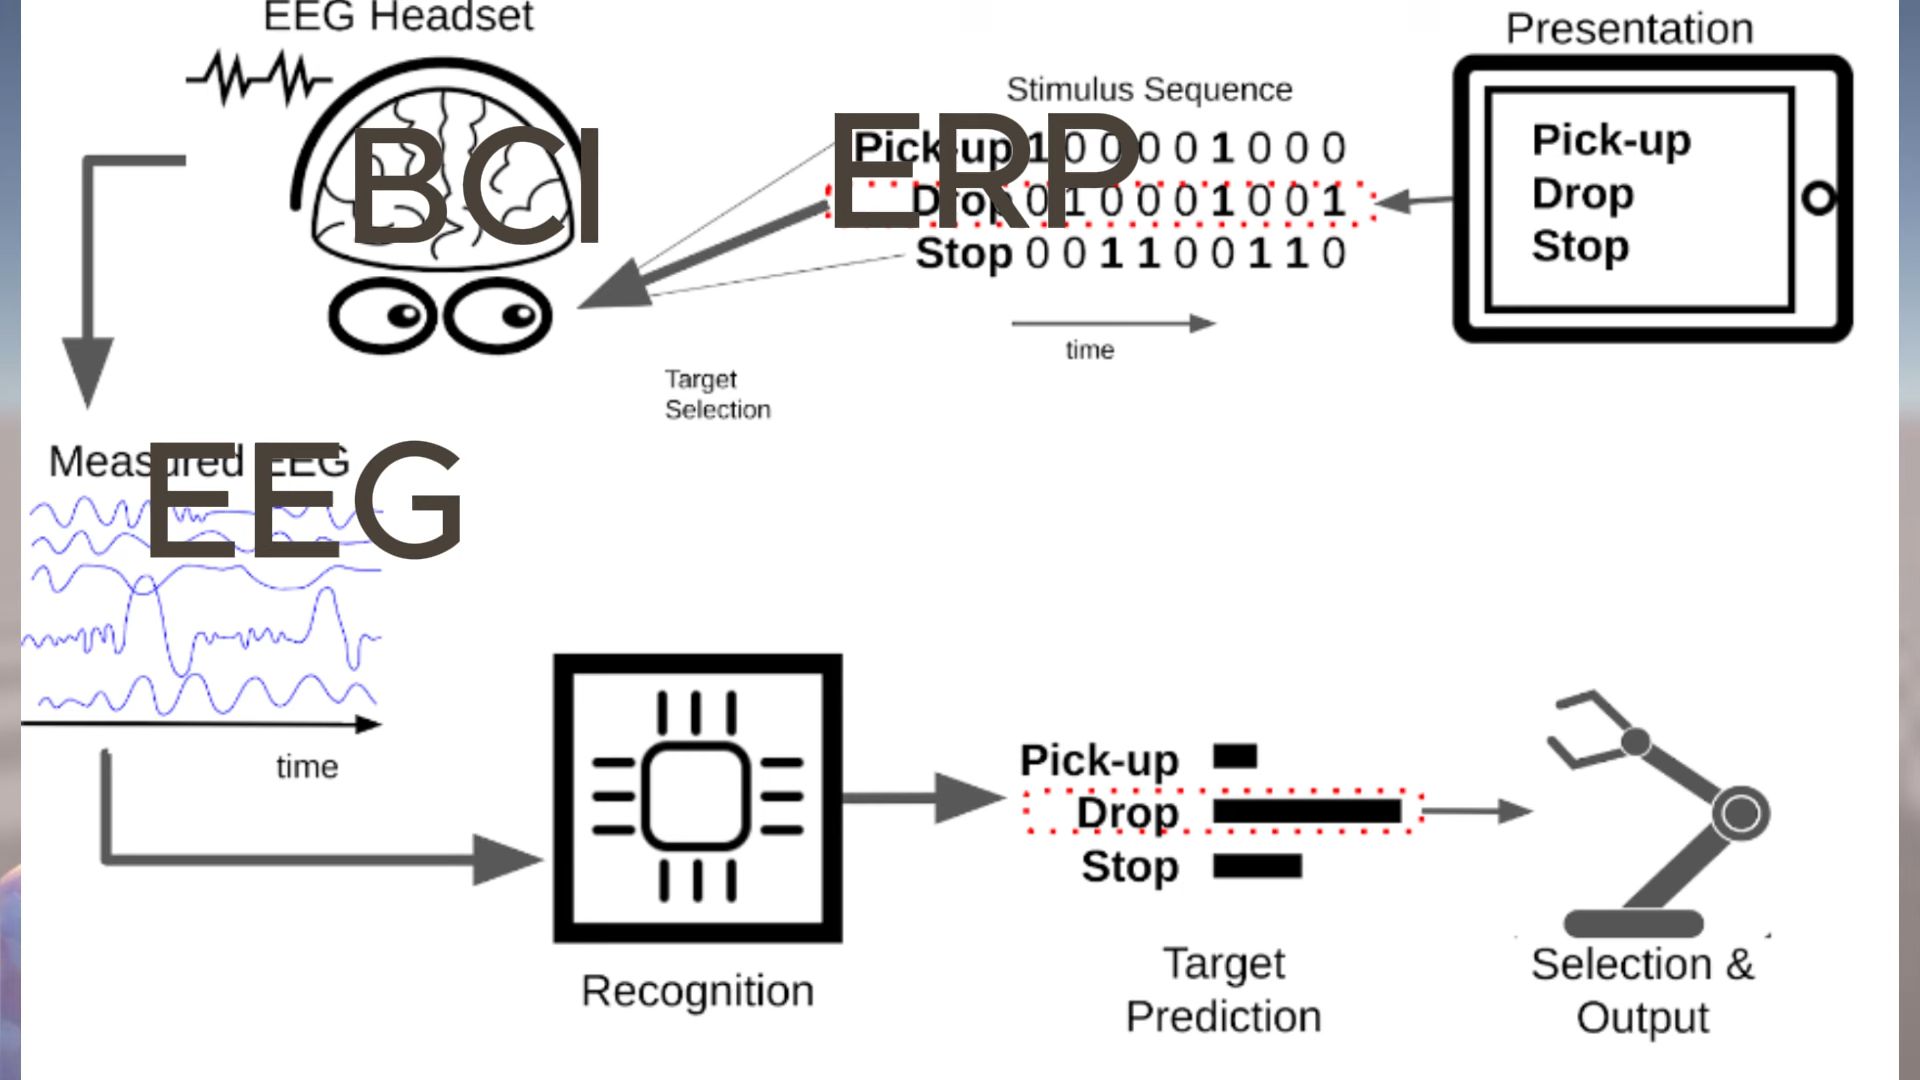 EEG Headset
BCI
Stimulus Sequence
Pick-up 1 0 0 0 0 1 0 0 0
Drop 0 1 0 0 0 1 0 0 1
Stop 0 0 1 1 0 0 1 1 0
ERP
time
Presentation
Pick-up
Drop
Stop
Target
Selection
Measured EEG
EEG
time
Recognition
Pick-up
Drop
Stop
Target
Prediction
Selection &
Output